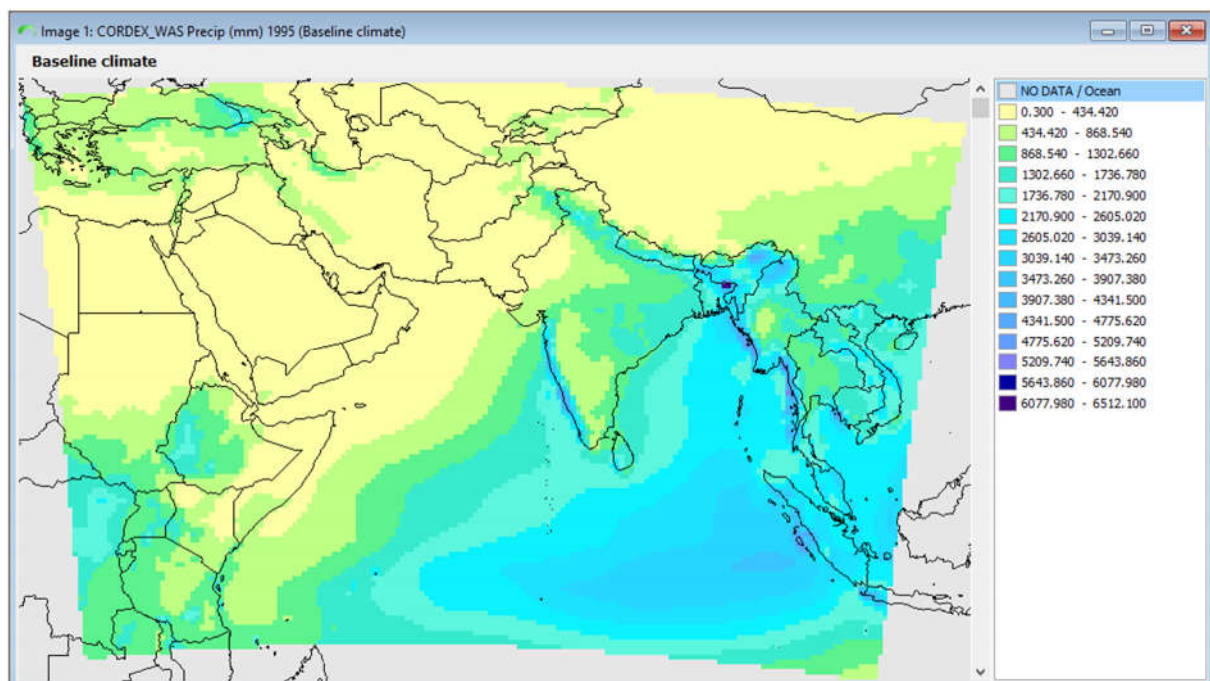 Image 1: CORDEX_WAS Precip (mm) 1995 (Baseline climate)
Baseline climate
NO DATA / Ocean
0.300 - 434.420
434.420 - 868.540
868.540 - 1302.660
1302.660 - 1736.780
1736.780 - 2170.900
2170.900 - 2605.020
2605.020 - 3039.140
3039.140 - 3473.260
3473.260 - 3907.380
3907.380 - 4341.500
4341.500 - 4775.620
4775.620 - 5209.740
5209.740 - 5643.860
5643.860 - 6077.980
6077.980 - 6512.100